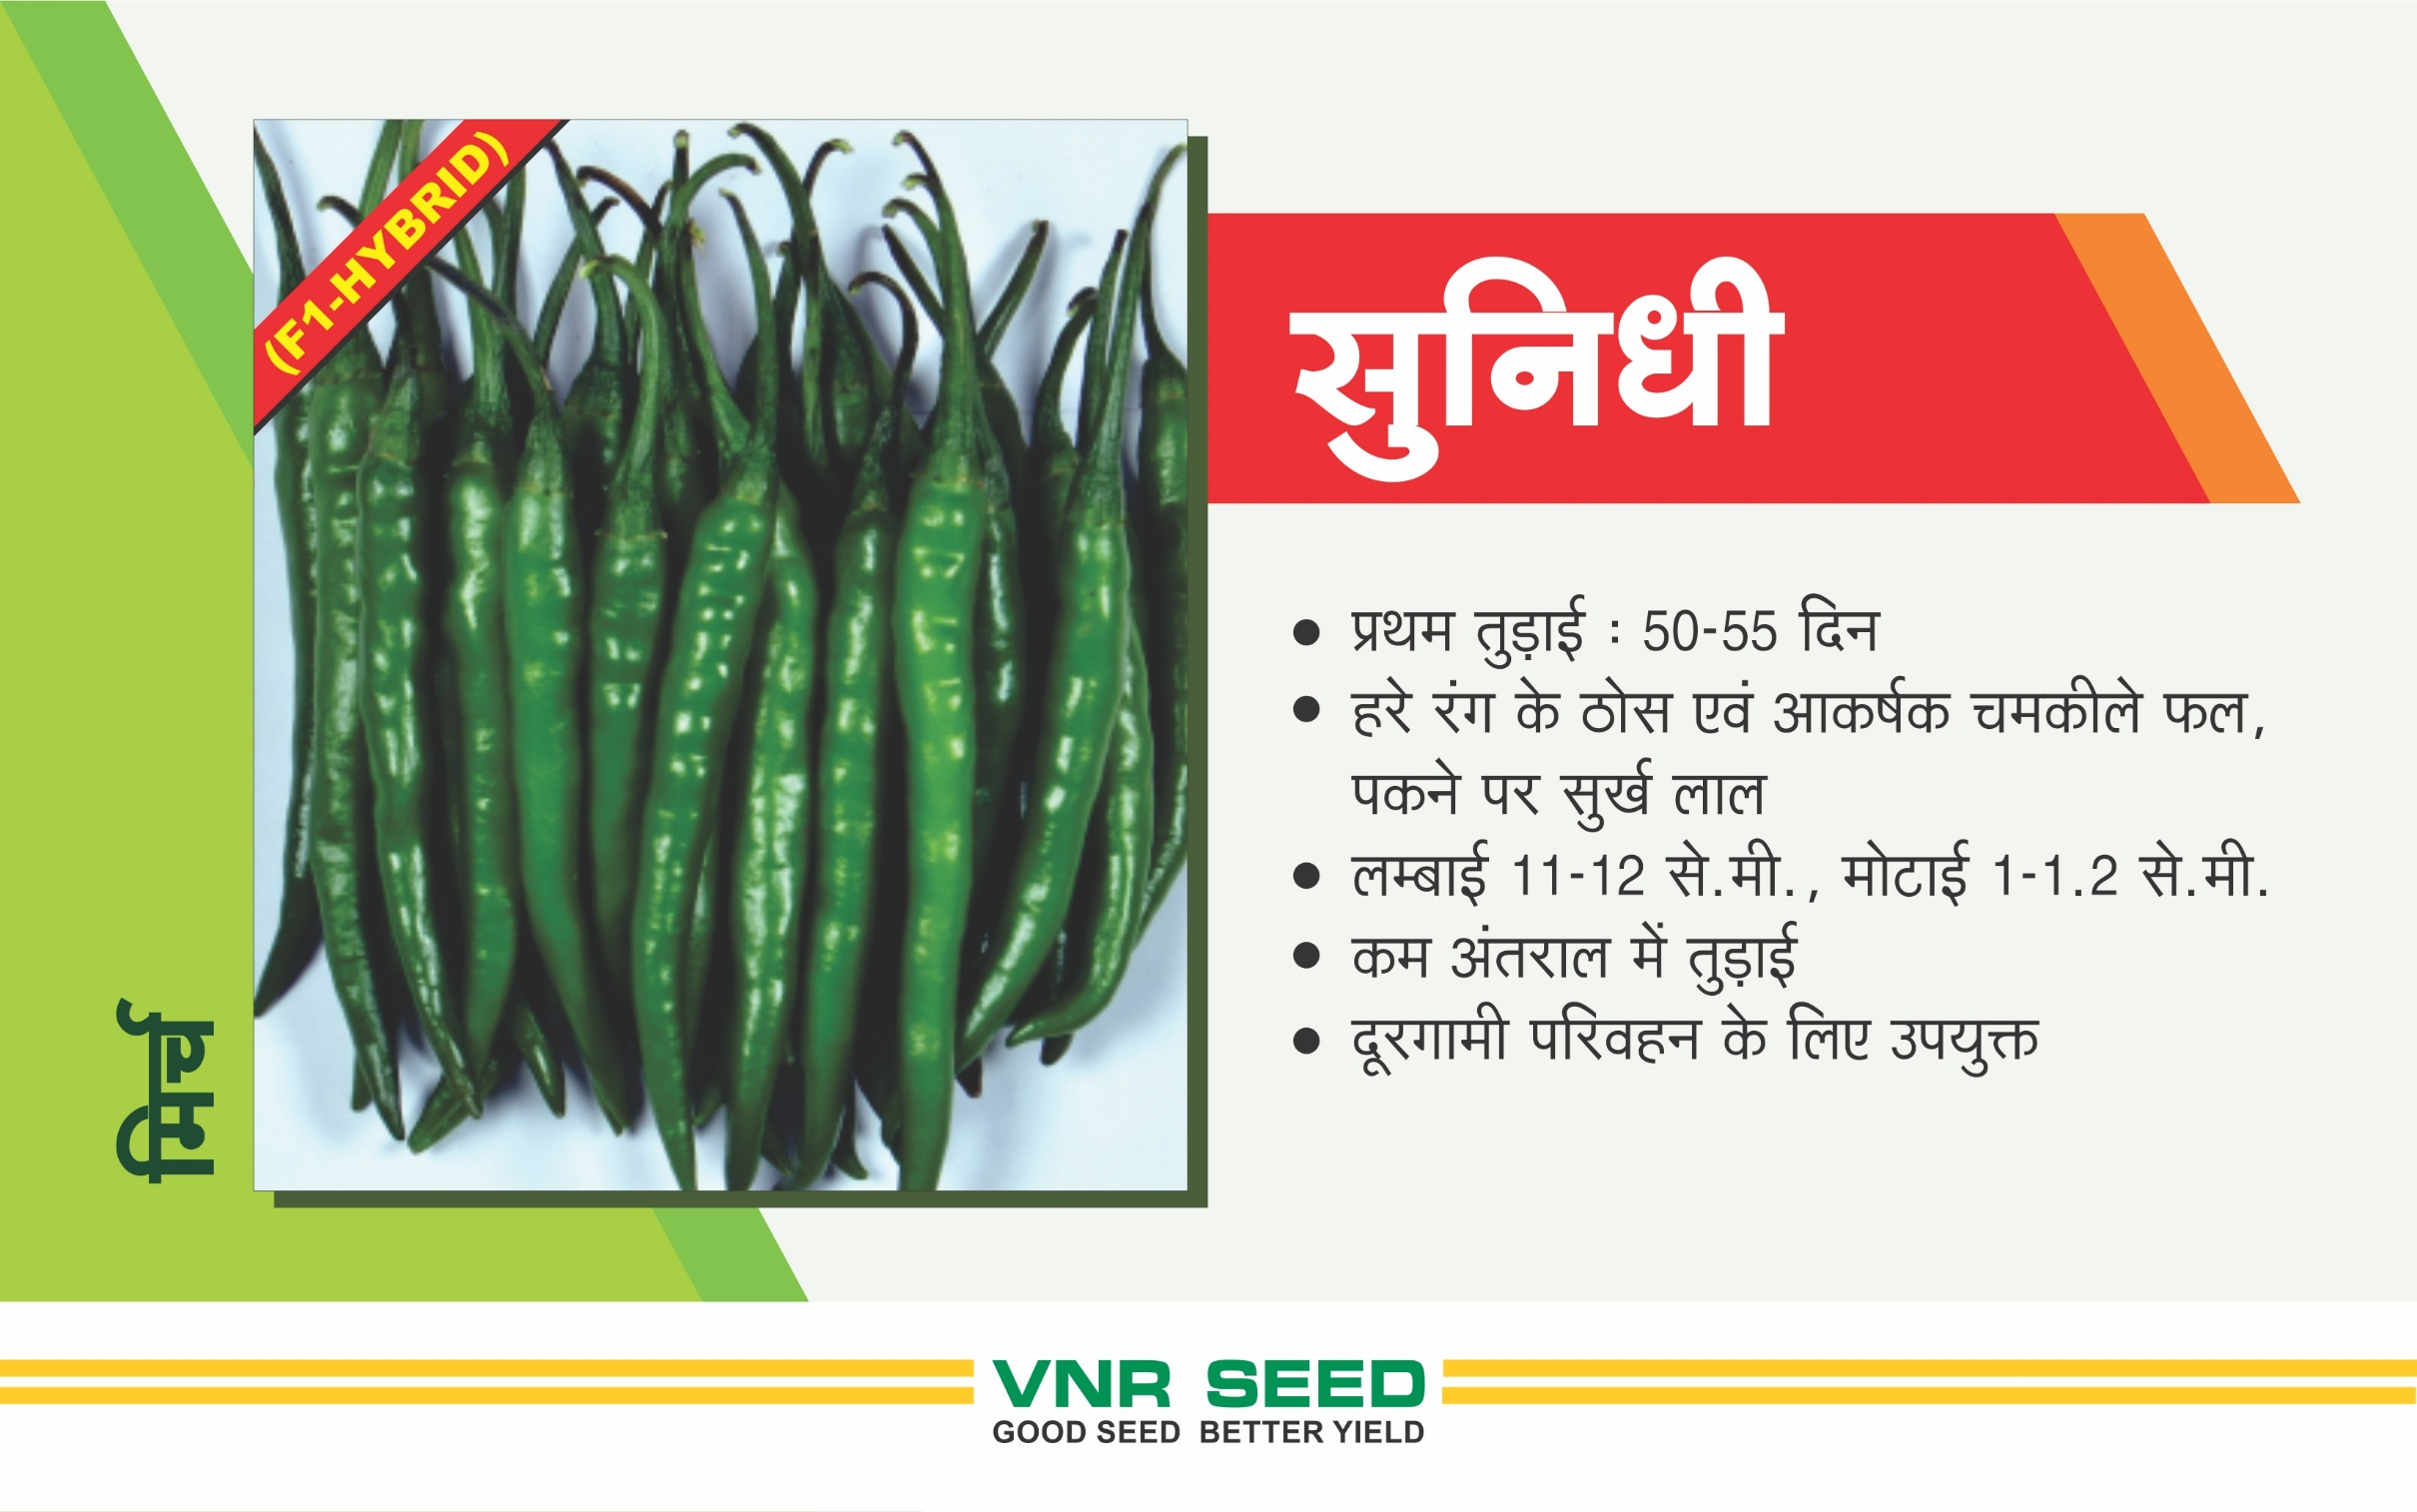 (F1-HYBRID)
सुनिधी
• प्रथम तुड़ाई : 50-55 दिन
• हरे रंग के ठोस एवं आकर्षक चमकीले फल,
पकने पर सुर्ख लाल
• लम्बाई 11-12 से.मी., मोटाई 1-1.2 से.मी.
• कम अंतराल में तुड़ाई
• दूरगामी परिवहन के लिए उपयुक्त
मिर्च
VNR SEED
GOOD SEED BETTER YIELD